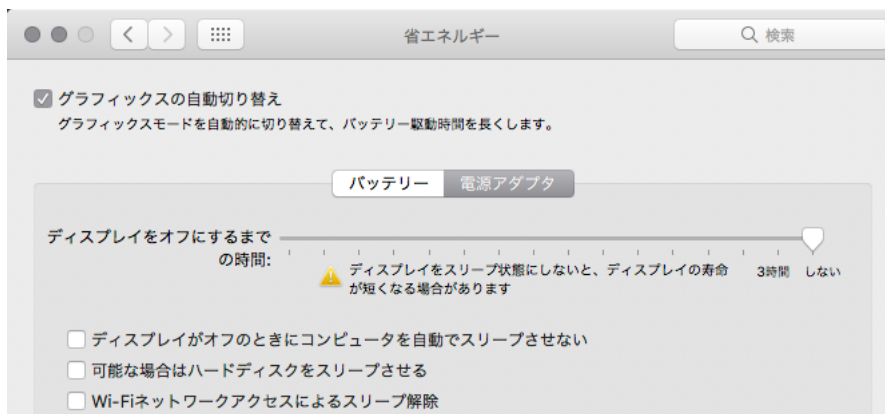 省エネルギー
検索
グラフィックスの自動切り替え
グラフィックスモードを自動的に切り替えて、バッテリー駆動時間を長くします。
バッテリー
電源アダプタ
ディスプレイをオフにするまで
の時間:
ディスプレイをスリープ状態にしないと、ディスプレイの寿命
が短くなる場合があります
3時間
しない
ディスプレイがオフのときにコンピュータを自動でスリープさせない
可能な場合はハードディスクをスリープさせる
Wi-Fiネットワークアクセスによるスリープ解除